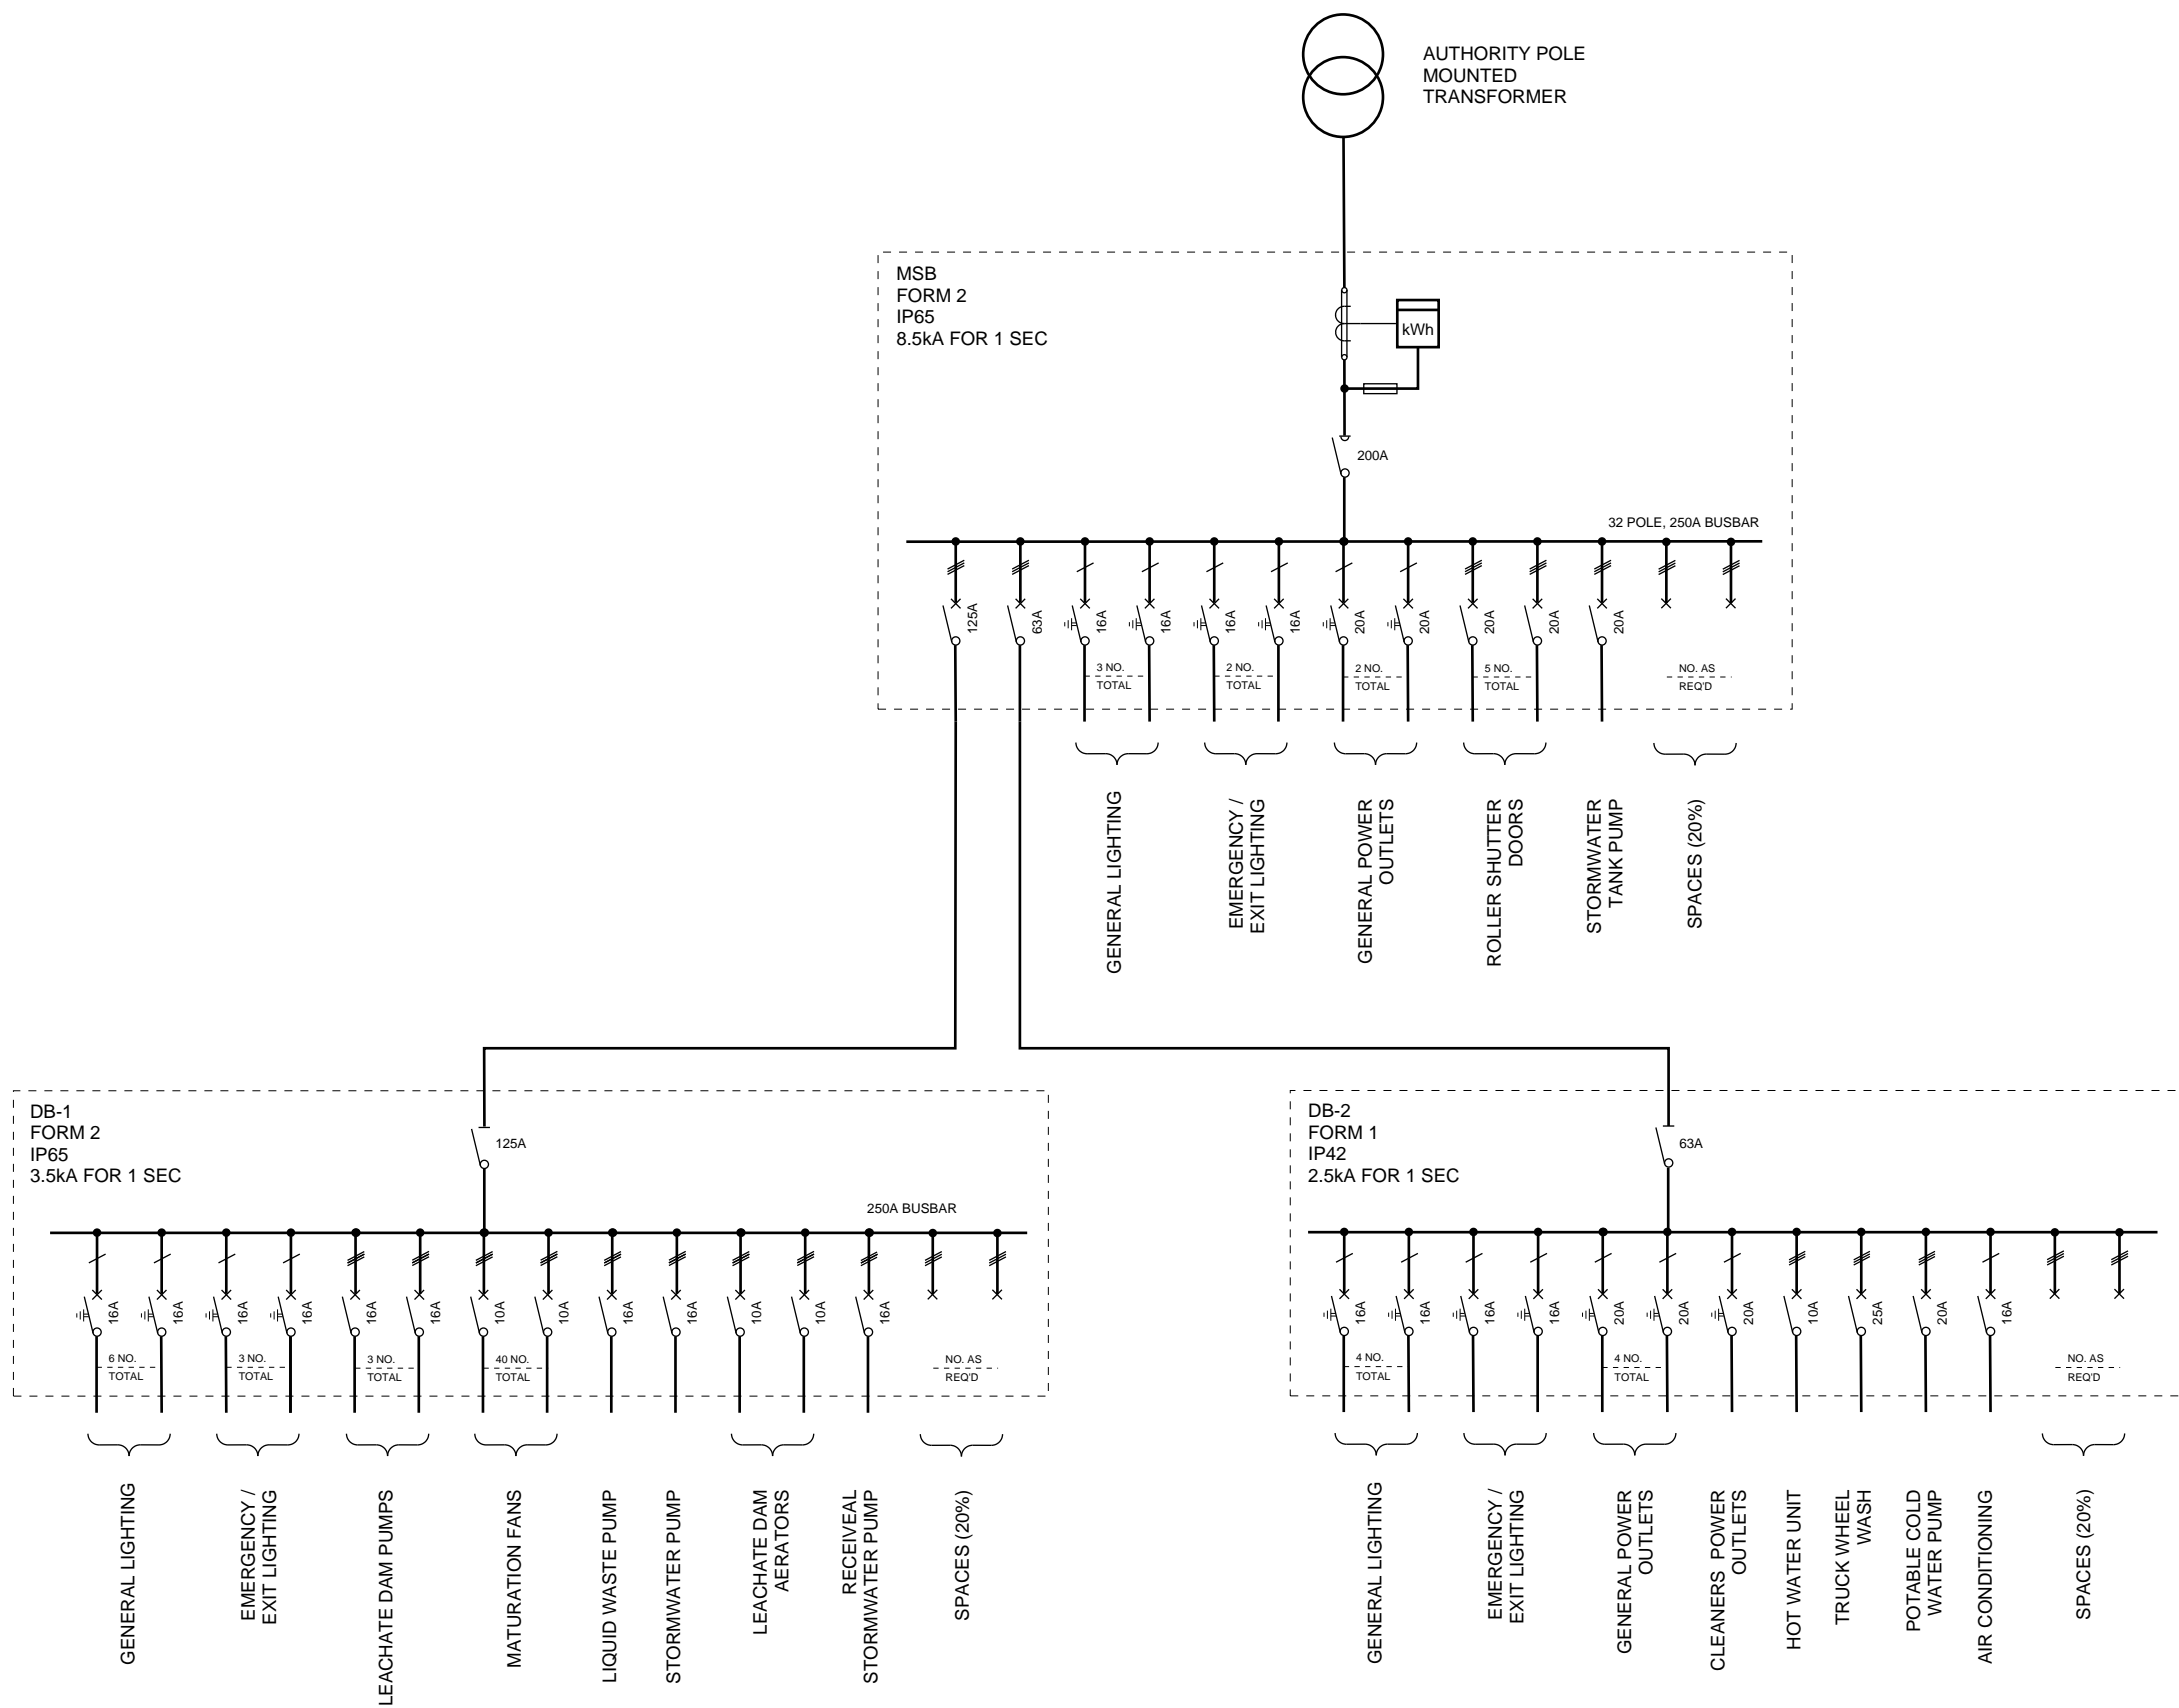 AUTHORITY POLE
MOUNTED
TRANSFORMER
MSB
FORM 2
IP65
8.5kA FOR 1 SEC
kWh
200A
32 POLE, 250A BUSBAR
125A
63A
16A
16A
16A
16A
20A
20A
20A
20A
20A
3 NO.
TOTAL
2 NO.
TOTAL
2 NO.
TOTAL
5 NO.
TOTAL
NO. AS
REQ'D
GENERAL LIGHTING
EMERGENCY /
EXIT LIGHTING
GENERAL POWER
OUTLETS
ROLLER SHUTTER
DOORS
STORMWATER
TANK PUMP
SPACES (20%)
DB-1
FORM 2
IP65
3.5kA FOR 1 SEC
125A
250A BUSBAR
16A
16A
16A
16A
16A
16A
10A
10A
16A
16A
10A
10A
16A
6 NO.
TOTAL
3 NO.
TOTAL
3 NO.
TOTAL
40 NO.
TOTAL
NO. AS
REQ'D
GENERAL LIGHTING
EMERGENCY /
EXIT LIGHTING
LEACHATE DAM PUMPS
MATURATION FANS
LIQUID WASTE PUMP
STORMWATER PUMP
LEACHATE DAM
AERATORS
RECEIVEAL
STORMWATER PUMP
SPACES (20%)
DB-2
FORM 1
IP42
2.5kA FOR 1 SEC
63A
16A
16A
16A
16A
20A
20A
20A
10A
25A
20A
16A
4 NO.
TOTAL
4 NO.
TOTAL
NO. AS
REQ'D
GENERAL LIGHTING
EMERGENCY /
EXIT LIGHTING
GENERAL POWER
OUTLETS
CLEANERS POWER
OUTLETS
HOT WATER UNIT
TRUCK WHEEL
WASH
POTABLE COLD
WATER PUMP
AIR CONDITIONING
SPACES (20%)